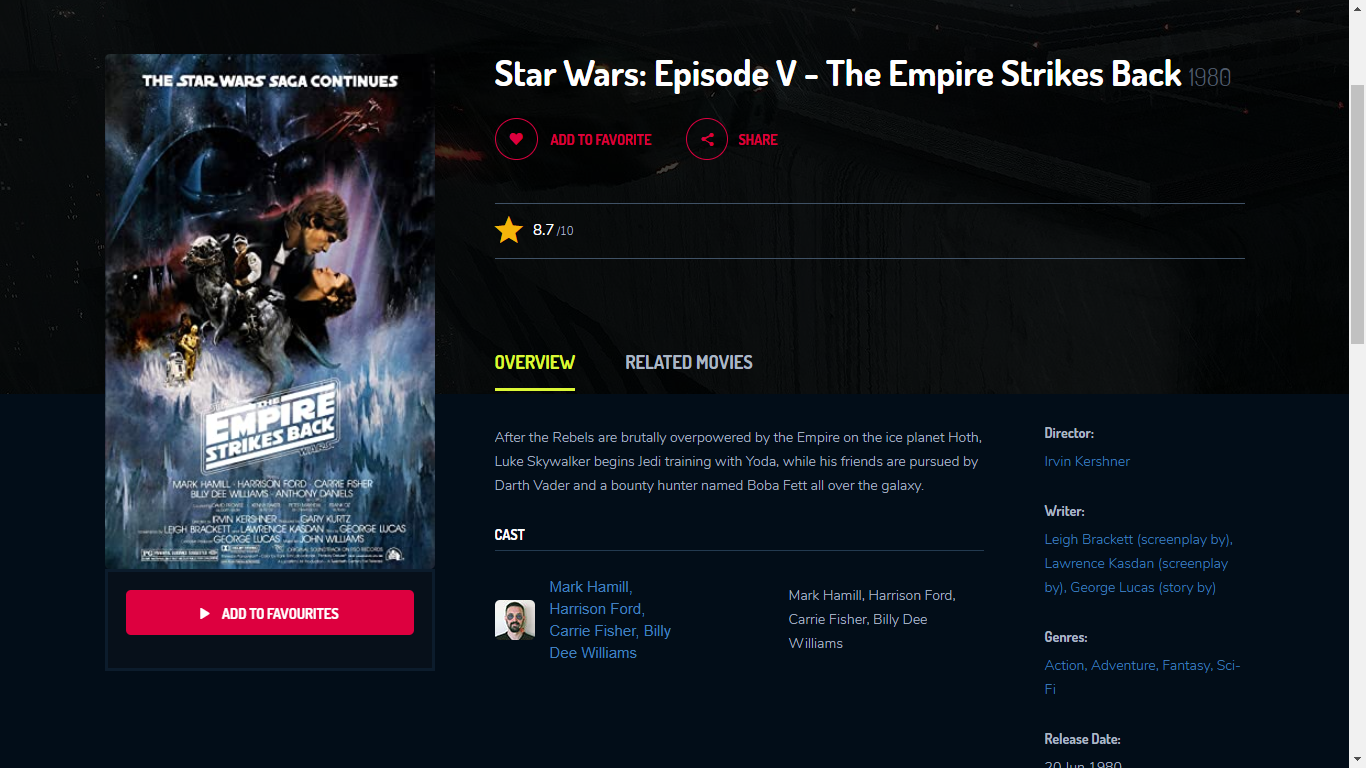 Star Wars: Episode V - The Empire Strikes Back 1980
ADD TO FAVORITE
SHARE
8.7 /10
OVERVIEW
RELATED MOVIES
After the Rebels are brutally overpowered by the Empire on the ice planet Hoth,
Luke Skywalker begins Jedi training with Yoda, while his friends are pursued by
Darth Vader and a bounty hunter named Boba Fett all over the galaxy.
CAST
Mark Hamill,
Harrison Ford,
Carrie Fisher, Billy
Dee Williams
Mark Hamill, Harrison Ford,
Carrie Fisher, Billy Dee
Williams
Director:
Irvin Kershner
Writer:
Leigh Brackett (screenplay by),
Lawrence Kasdan (screenplay
by), George Lucas (story by)
Genres:
Action, Adventure, Fantasy, Sci-
Fi
Release Date:
20 Jun 1980
THE STAR WARS SAGA CONTINUES
THE
EMPIRE
STRIKES BACK
WARS
MARK HAMILL · HARRISON FORD · CARRIE FISHER
BILLY DEE WILLIAMS · ANTHONY DANIELS
IRVIN KERSHNER GARY KURTZ
LEIGH BRACKETT LAWRENCE KASDAN GEORGE LUCAS
GEORGE LUCAS JOHN WILLIAMS
PG
ADD TO FAVOURITES